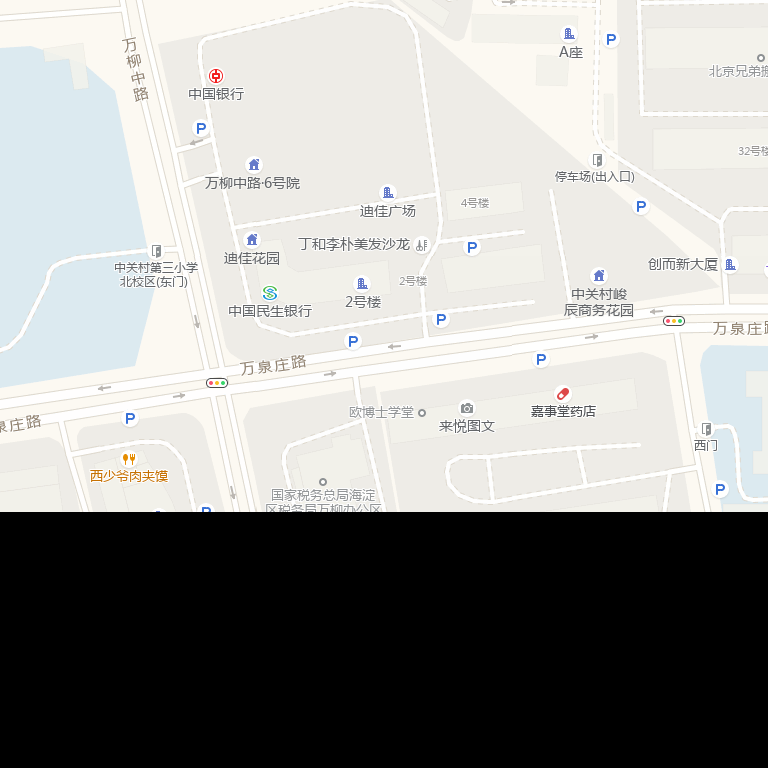 万柳中路
A座
P
北京兄弟搬
中国银行
P
32号楼
停车场(出入口)
万柳中路·6号院
4号楼
P
迪佳广场
丁和李朴美发沙龙
P
迪佳花园
创而新大厦
中关村第三小学
北校区(东门)
2号楼
中关村峻
辰商务花园
2号楼
中国民生银行
P
万泉庄路
P
万泉庄路
P
嘉事堂药店
欧博士学堂
来悦图文
泉庄路
P
西门
西少爷肉夹馍
P
国家税务总局海淀
区税务局万柳办公区
P